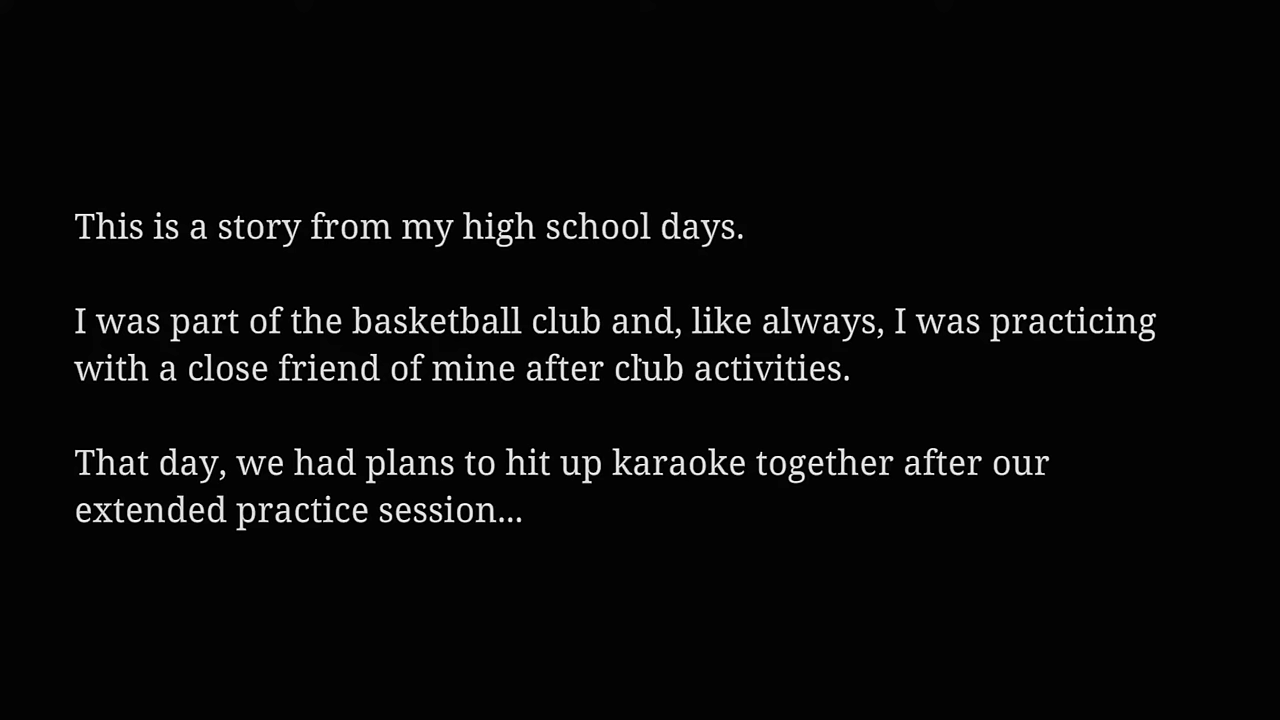 This is a story from my high school days.
I was part of the basketball club and, like always, I was practicing
with a close friend of mine after club activities.
That day, we had plans to hit up karaoke together after our
extended practice session...